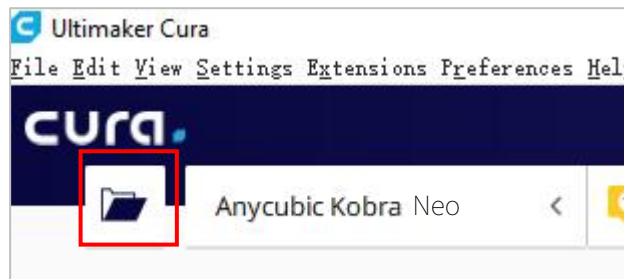 Ultimaker Cura
File Edit View Settings Extensions Preferences Hel
cura.
Anycubic Kobra Neo <